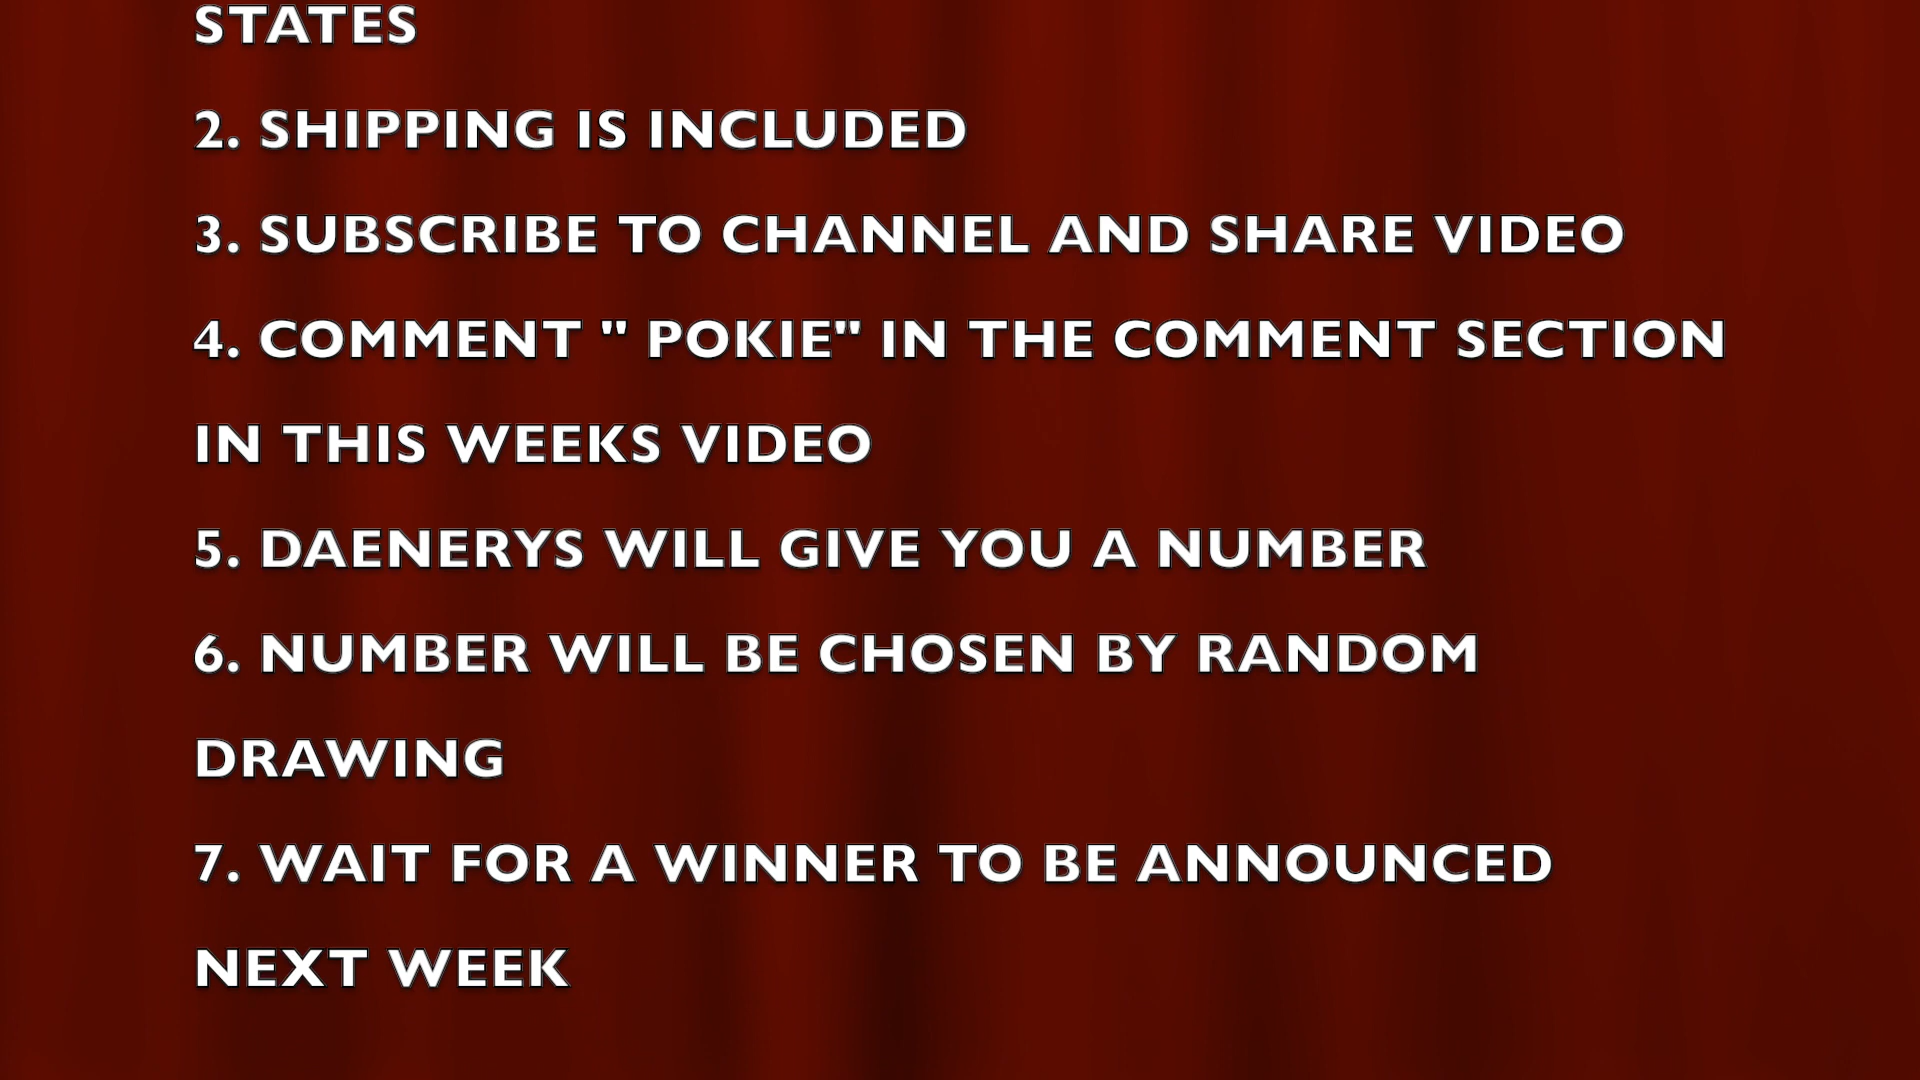 STATES
2. SHIPPING IS INCLUDED
3. SUBSCRIBE TO CHANNEL AND SHARE VIDEO
4. COMMENT " POKIE" IN THE COMMENT SECTION
IN THIS WEEKS VIDEO
5. DAENERYS WILL GIVE YOU A NUMBER
6. NUMBER WILL BE CHOSEN BY RANDOM
DRAWING
7. WAIT FOR A WINNER TO BE ANNOUNCED
NEXT WEEK